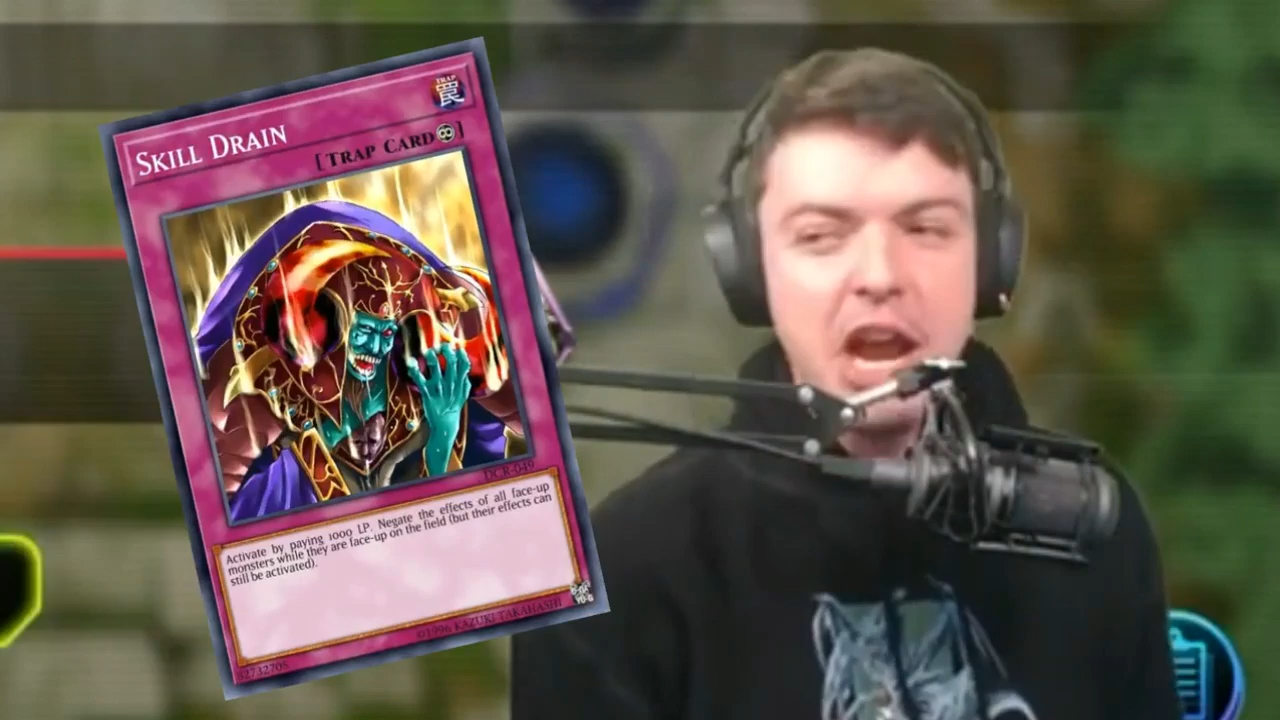 TRAP
罠
SKILL DRAIN
[TRAP CARD ]
DCR-049
Activate by paying 1000 LP. Negate the effects of all face-up
monsters while they are face-up on the field (but their effects can
still be activated).
©1996 KAZUKI TAKAHASHI
82732705